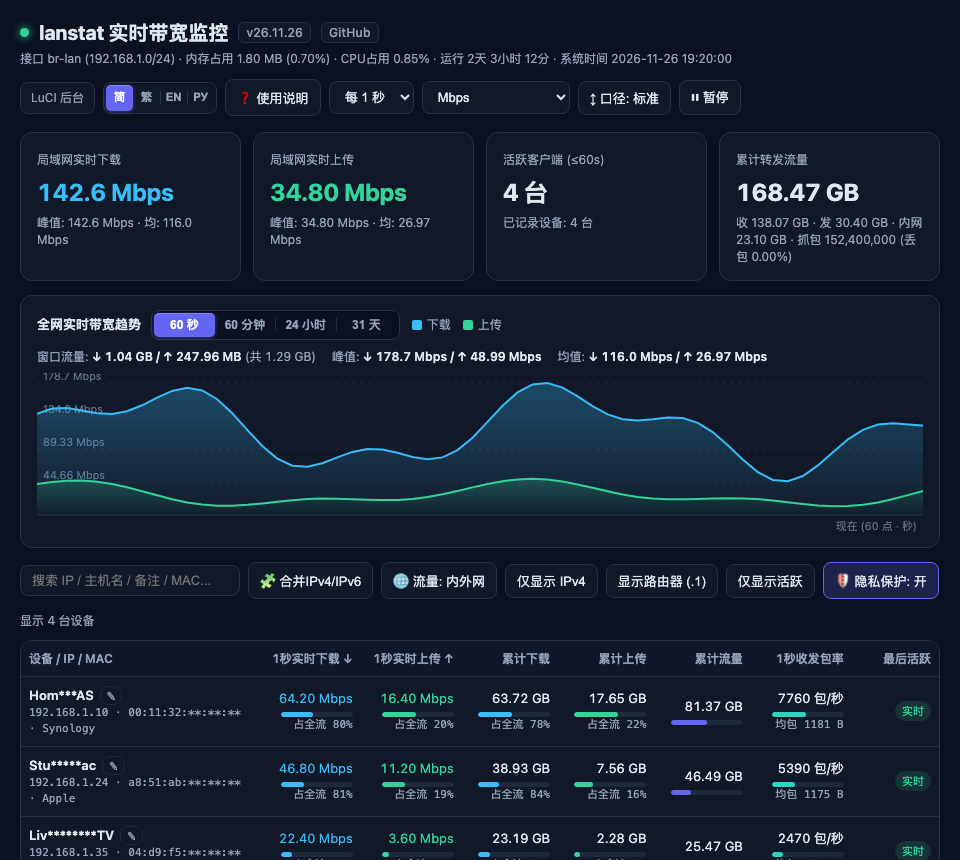 lanstat 实时带宽监控 v26.11.26 GitHub
接口 br-lan (192.168.1.0/24) · 内存占用 1.80 MB (0.70%) · CPU占用 0.85% · 运行 2天 3小时 12分 · 系统时间 2026-11-26 19:20:00
LuCI 后台 简 繁 EN РУ ❓ 使用说明 每 1 秒 Mbps ↕ 口径: 标准 ⏸ 暂停
局域网实时下载
142.6 Mbps
峰值: 142.6 Mbps · 均: 116.0
Mbps
局域网实时上传
34.80 Mbps
峰值: 34.80 Mbps · 均: 26.97
Mbps
活跃客户端 (≤60s)
4 台
已记录设备: 4 台
累计转发流量
168.47 GB
收 138.07 GB · 发 30.40 GB · 内网
23.10 GB · 抓包 152,400,000 (丢
包 0.00%)
全网实时带宽趋势 60 秒 60 分钟 24 小时 31 天 下载 上传
窗口流量: ↓ 1.04 GB / ↑ 247.96 MB (共 1.29 GB) 峰值: ↓ 178.7 Mbps / ↑ 48.99 Mbps 均值: ↓ 116.0 Mbps / ↑ 26.97 Mbps
178.7 Mbps
134.0 Mbps
89.33 Mbps
44.66 Mbps
现在 (60 点 · 秒)
搜索 IP / 主机名 / 备注 / MAC... 🧩 合并IPv4/IPv6 🌐 流量: 内外网 仅显示 IPv4 显示路由器 (.1) 仅显示活跃 🛡️ 隐私保护: 开
显示 4 台设备
设备 / IP / MAC 1秒实时下载 ↓ 1秒实时上传 ↑ 累计下载 累计上传 累计流量 1秒收发包率 最后活跃
Hom***AS ✎ 64.20 Mbps 16.40 Mbps 63.72 GB 17.65 GB 81.37 GB 7760 包/秒 实时
192.168.1.10 · 00:11:32:**:**:** 占全流 80% 占全流 20% 占全流 78% 占全流 22% 均包 1181 B
· Synology
Stu*****ac ✎ 46.80 Mbps 11.20 Mbps 38.93 GB 7.56 GB 46.49 GB 5390 包/秒 实时
192.168.1.24 · a8:51:ab:**:**:** 占全流 81% 占全流 19% 占全流 84% 占全流 16% 均包 1175 B
· Apple
Liv********TV ✎ 22.40 Mbps 3.60 Mbps 23.19 GB 2.28 GB 25.47 GB 2470 包/秒 实时
192.168.1.35 · 04:d9:f5:**:**:**